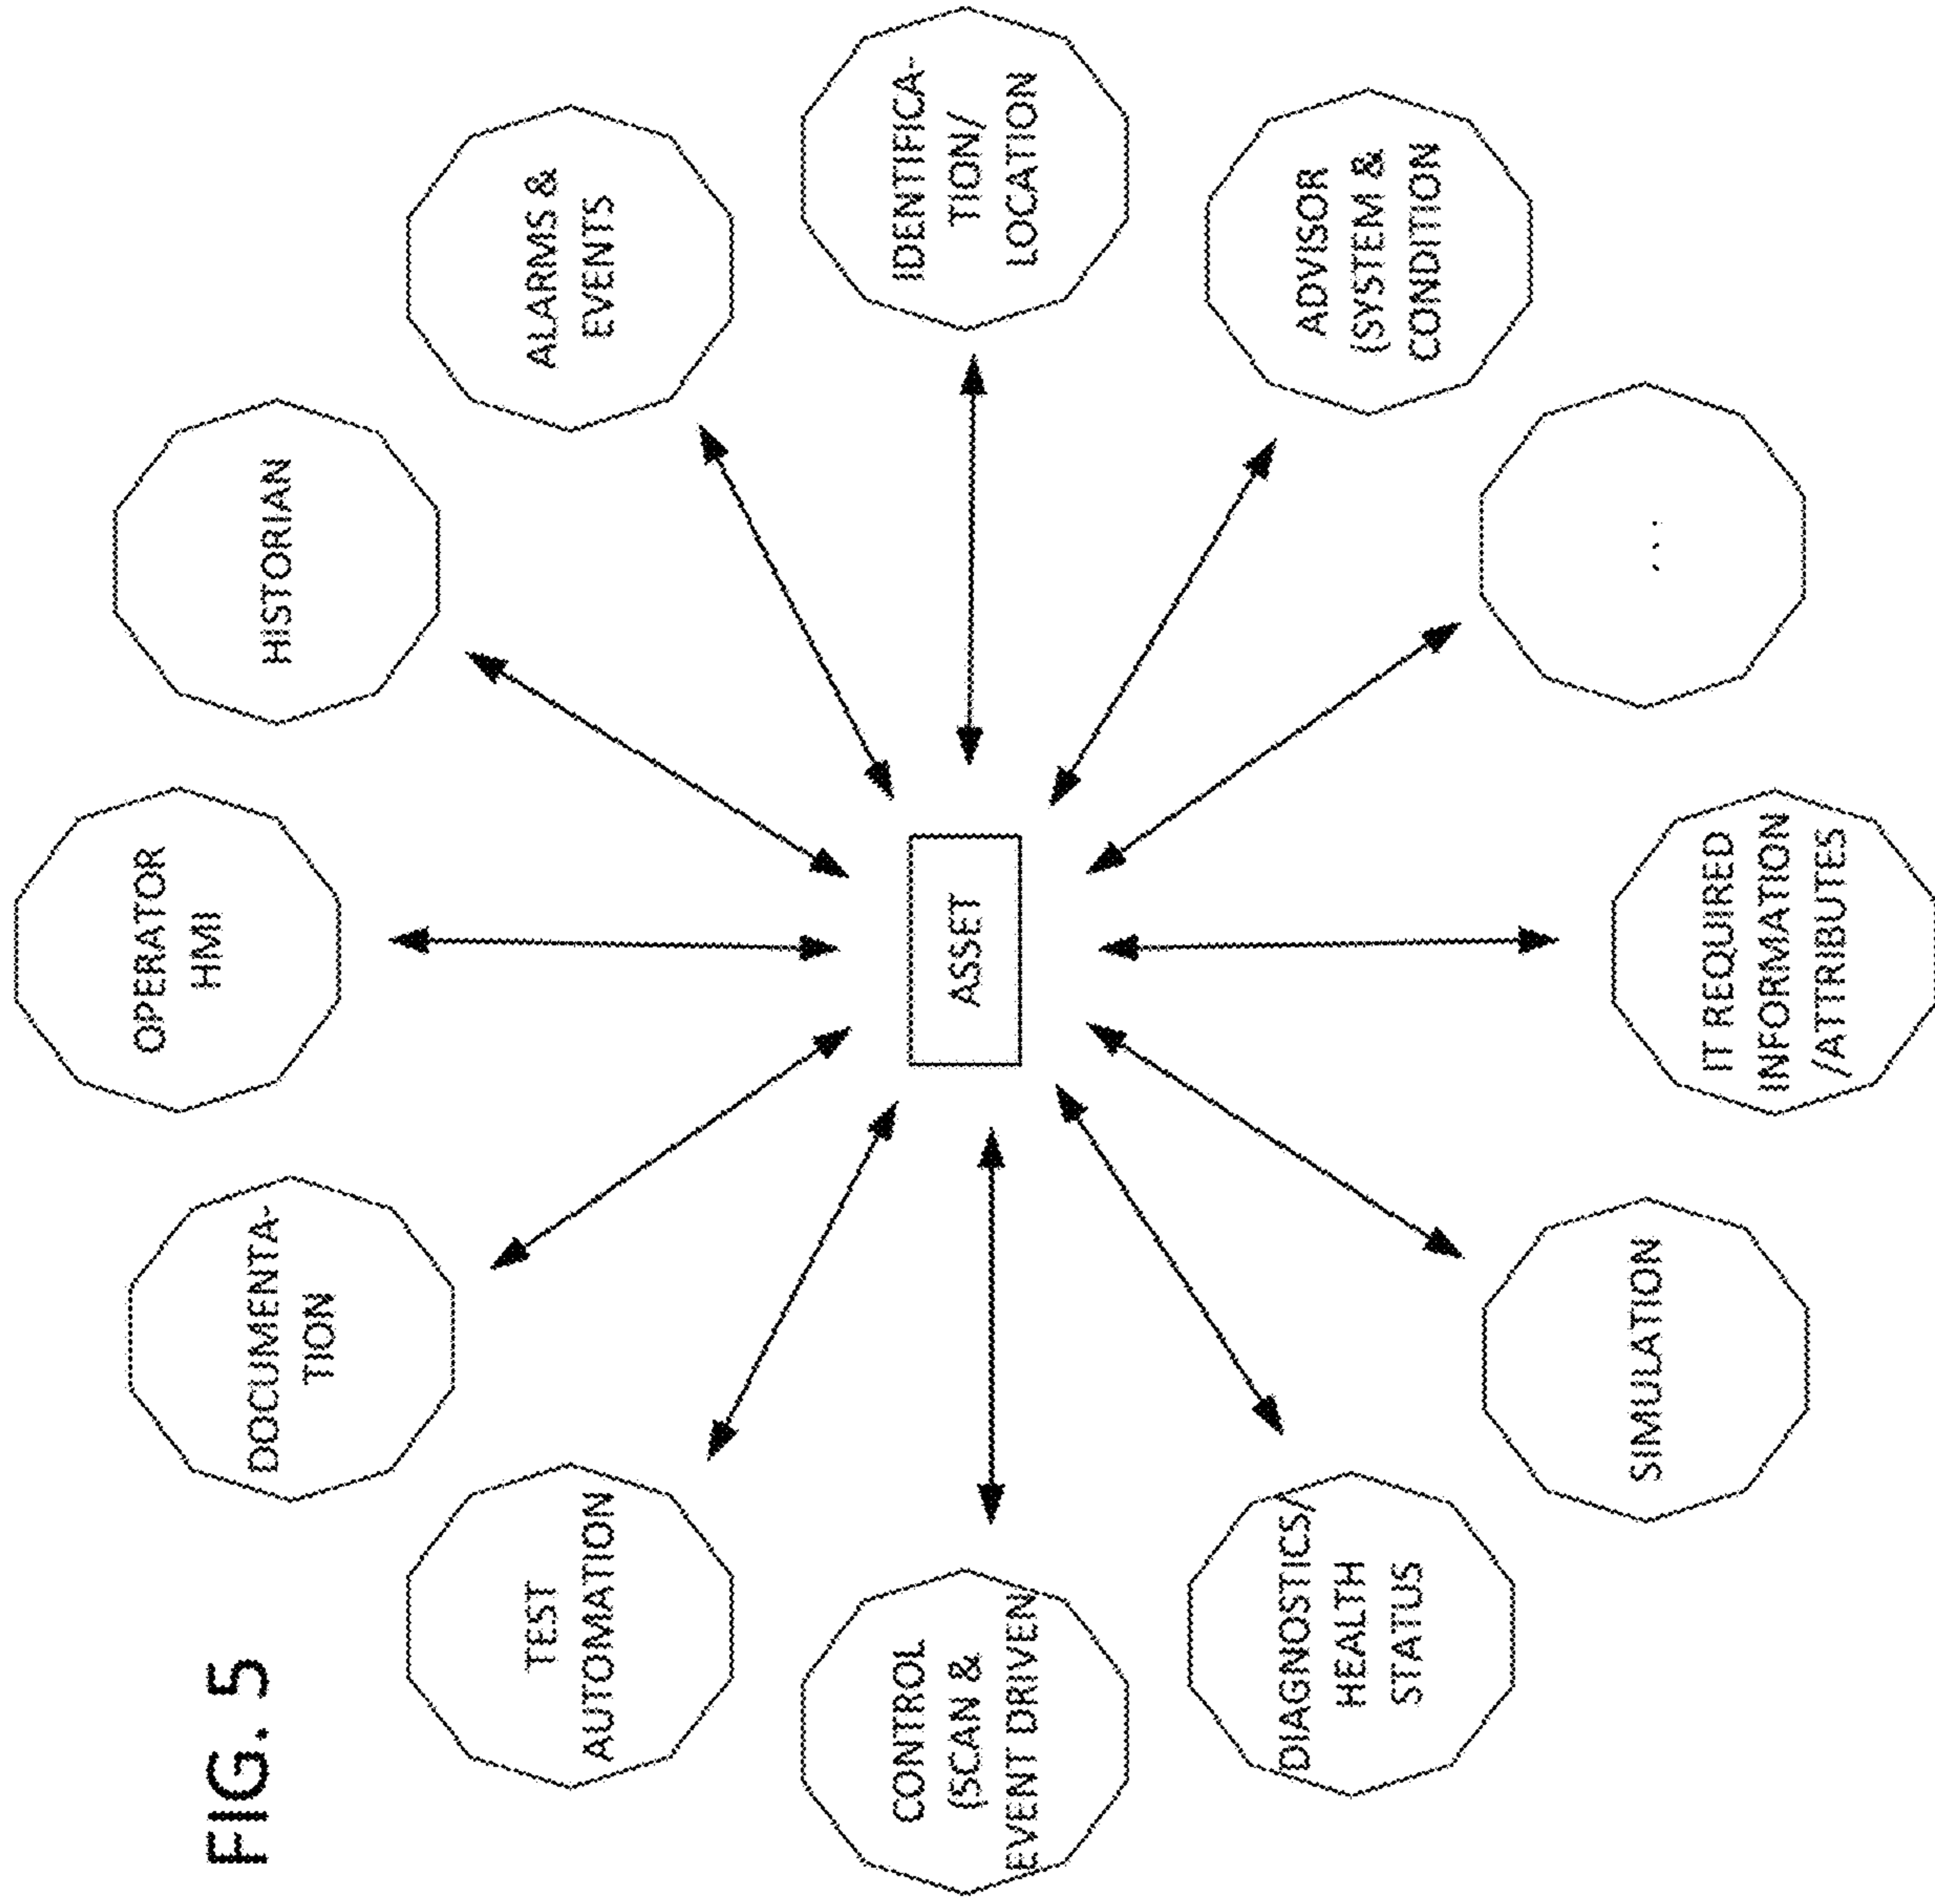 FIG. 5
OPERATOR
HMI
HISTORIAN
ALARMS &
EVENTS
IDENTIFICA-
TION/
LOCATION
ADVISOR
(SYSTEM &
CONDITION
...
IT REQUIRED
INFORMATION
/ATTRIBUTES
SIMULATION
DIAGNOSTICS/
HEALTH
STATUS
CONTROL
(SCAN &
EVENT DRIVEN
TEST
AUTOMATION
DOCUMENTA-
TION
ASSET